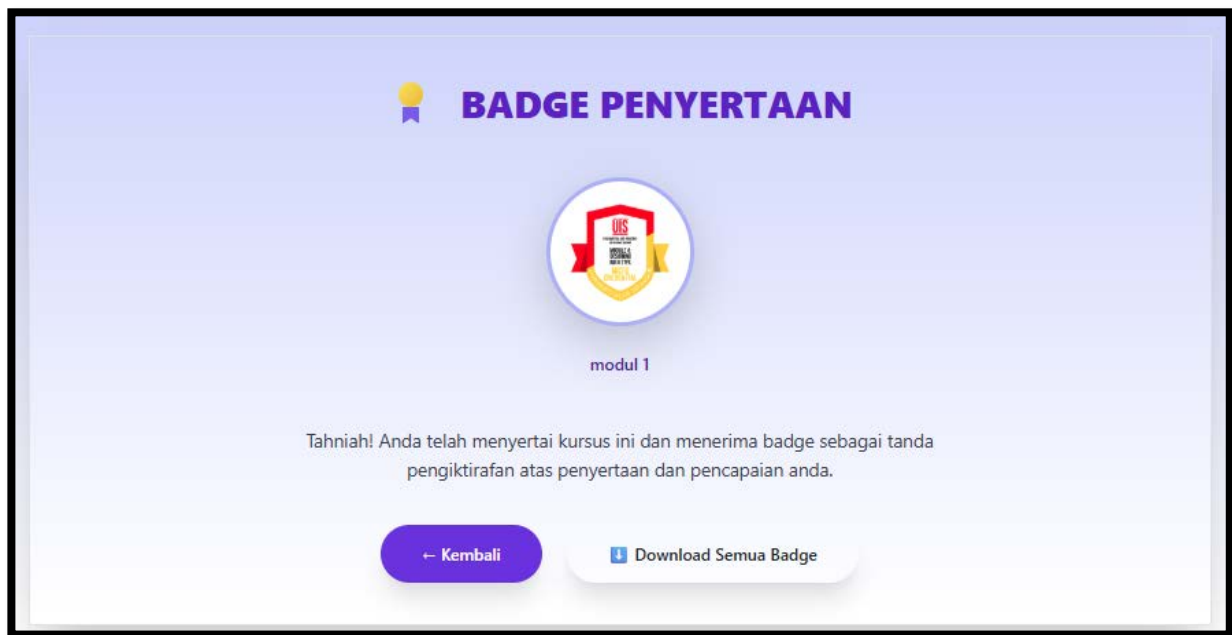 BADGE PENYERTAAN
UIS
modul 1
Tahniah! Anda telah menyertai kursus ini dan menerima badge sebagai tanda
pengiktirafan atas penyertaan dan pencapaian anda.
← Kembali
Download Semua Badge